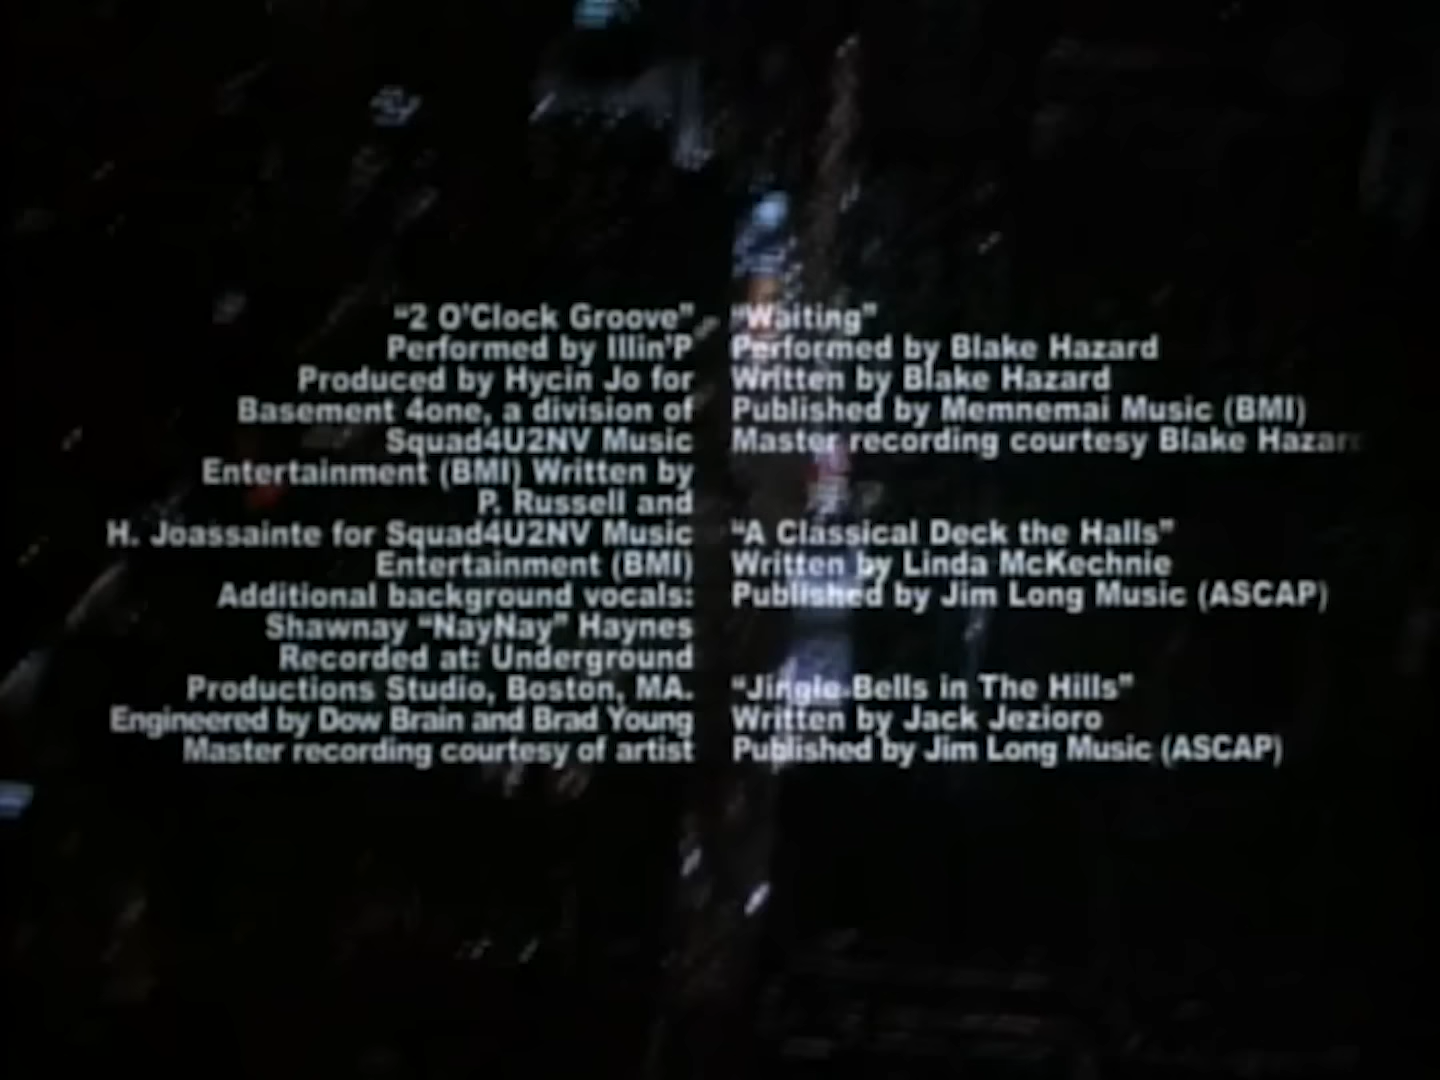 “2 O’Clock Groove”
Performed by Illin’P
Produced by Hycin Jo for
Basement 4one, a division of
Squad4U2NV Music
Entertainment (BMI) Written by
P. Russell and
H. Joassainte for Squad4U2NV Music
Entertainment (BMI)
Additional background vocals:
Shawnay “NayNay” Haynes
Recorded at: Underground
Productions Studio, Boston, MA.
Engineered by Dow Brain and Brad Young
Master recording courtesy of artist
“Waiting”
Performed by Blake Hazard
Written by Blake Hazard
Published by Memnemai Music (BMI)
Master recording courtesy Blake Hazard
“A Classical Deck the Halls”
Written by Linda McKechnie
Published by Jim Long Music (ASCAP)
“Jingle Bells in The Hills”
Written by Jack Jezioro
Published by Jim Long Music (ASCAP)